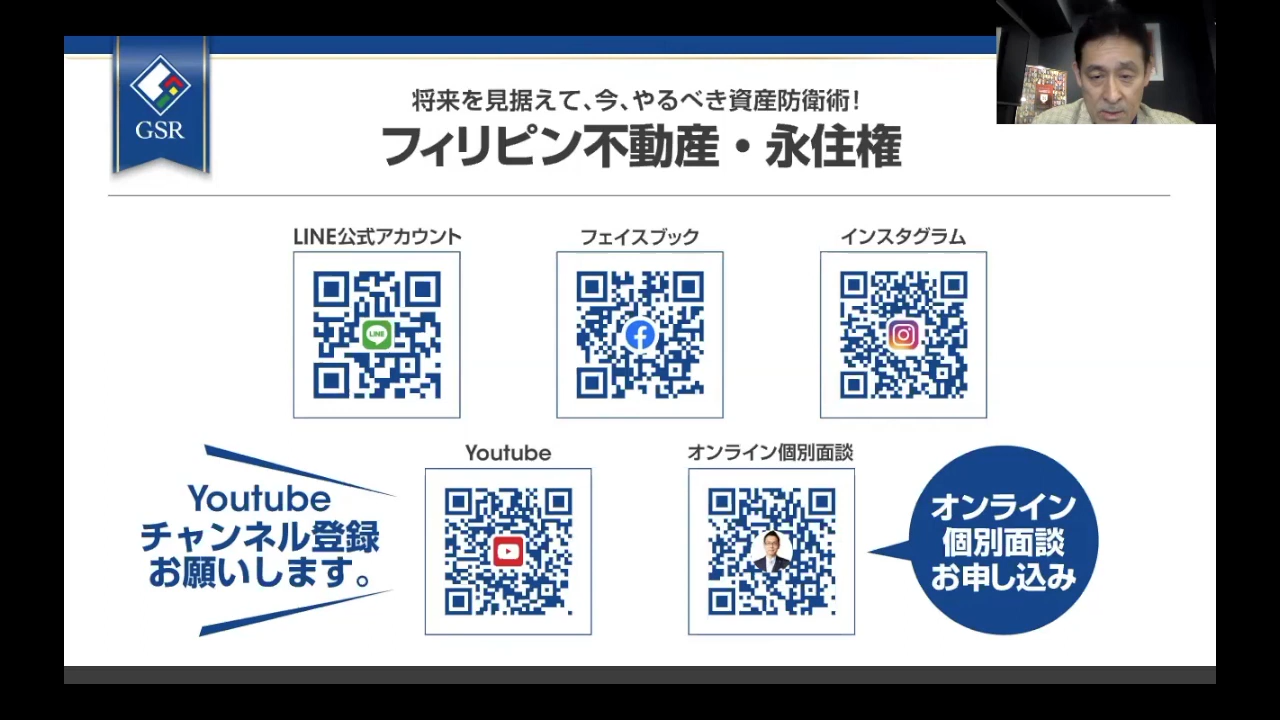 GSR
将来を見据えて、今、やるべき資産防衛術!
フィリピン不動産・永住権
LINE公式アカウント
フェイスブック
インスタグラム
LINE
Youtube
オンライン個別面談
Youtube
チャンネル登録
お願いします。
オンライン
個別面談
お申し込み